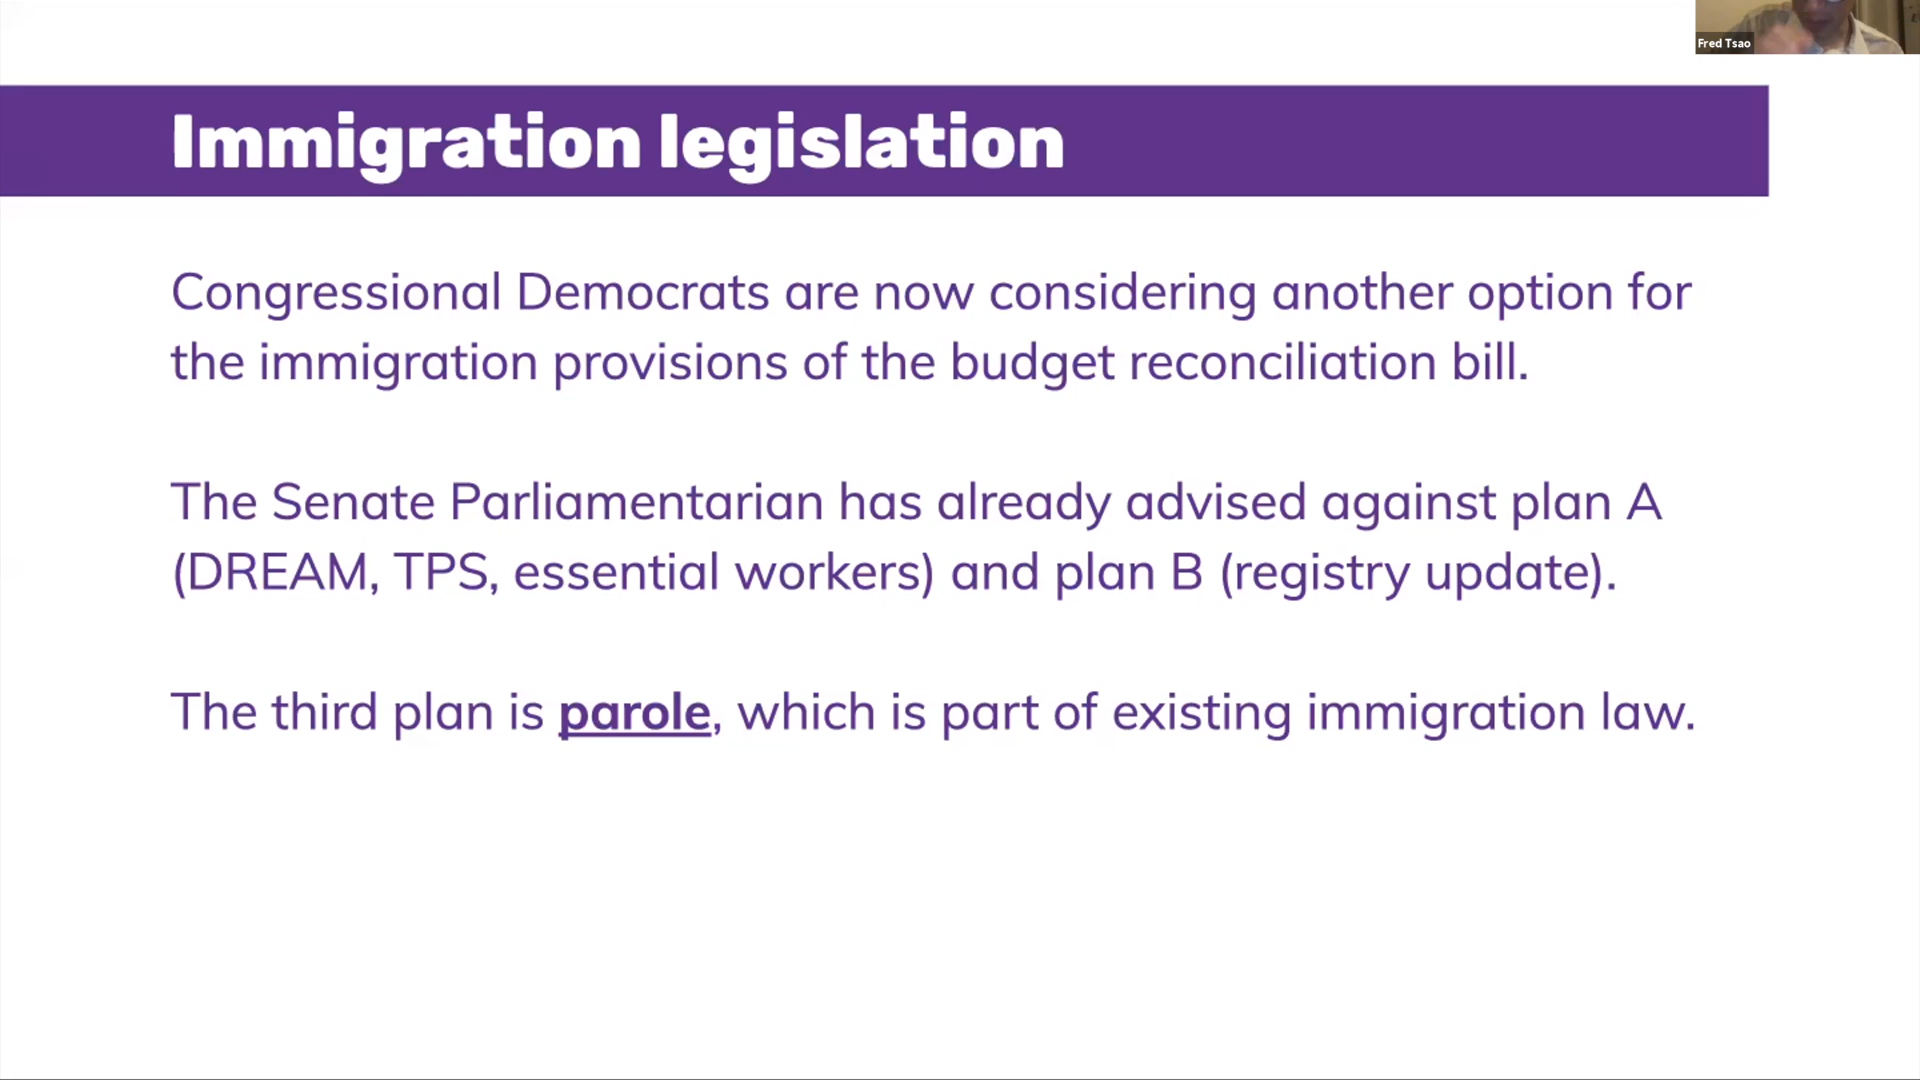 Fred Tsao
Immigration legislation
Congressional Democrats are now considering another option for
the immigration provisions of the budget reconciliation bill.
The Senate Parliamentarian has already advised against plan A
(DREAM, TPS, essential workers) and plan B (registry update).
The third plan is parole, which is part of existing immigration law.